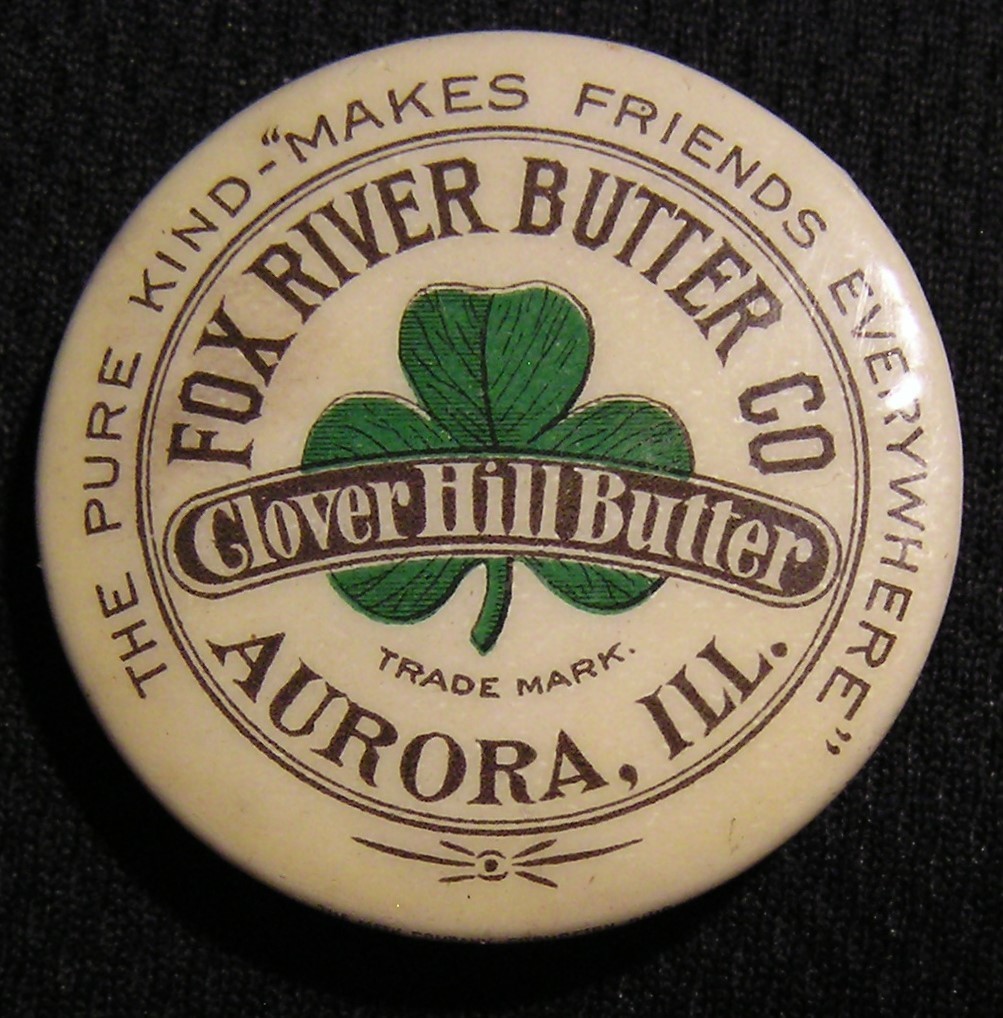 THE PURE KIND-"MAKES FRIENDS EVERYWHERE"
FOX RIVER BUTTER CO
Clover Hill Butter
TRADE MARK.
AURORA, ILL.